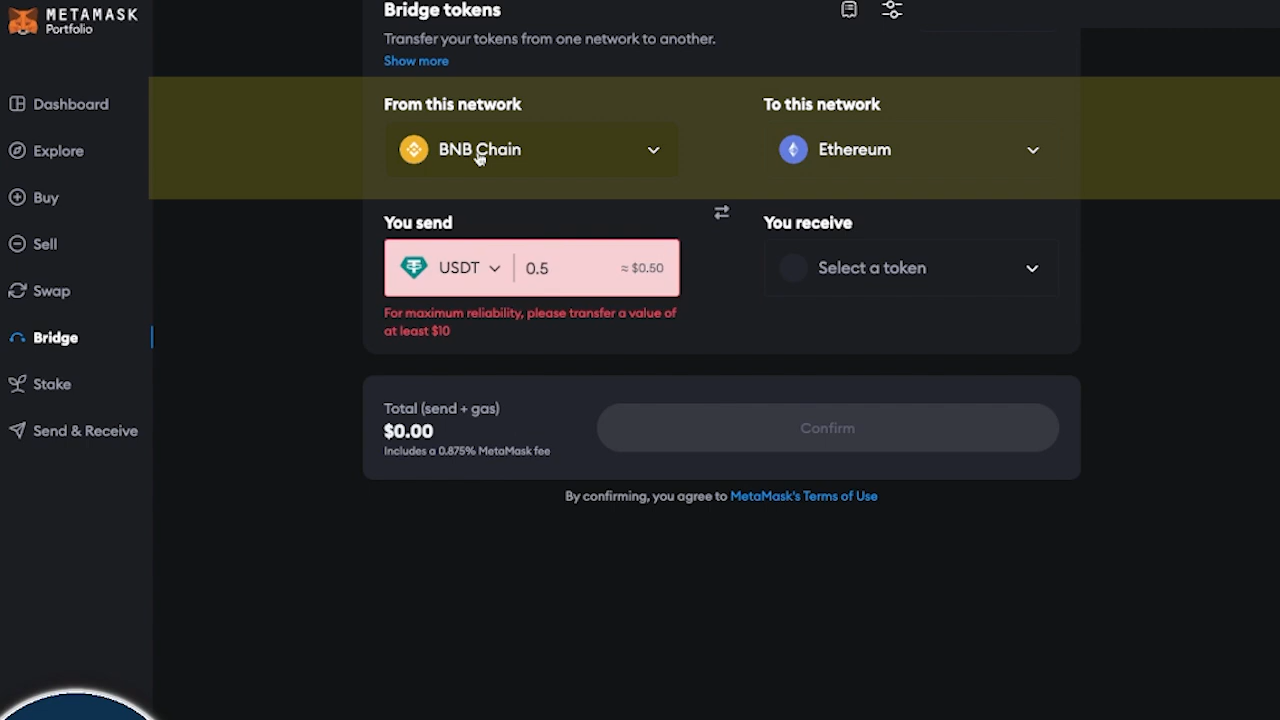 METAMASK
Portfolio
Dashboard
Explore
Buy
Sell
Swap
Bridge
Stake
Send & Receive
Bridge tokens
Transfer your tokens from one network to another.
Show more
From this network
BNB Chain
To this network
Ethereum
You send
USDT 0.5 ≈ $0.50
For maximum reliability, please transfer a value of
at least $10
You receive
Select a token
Total (send + gas)
$0.00
Includes a 0.875% MetaMask fee
Confirm
By confirming, you agree to MetaMask's Terms of Use